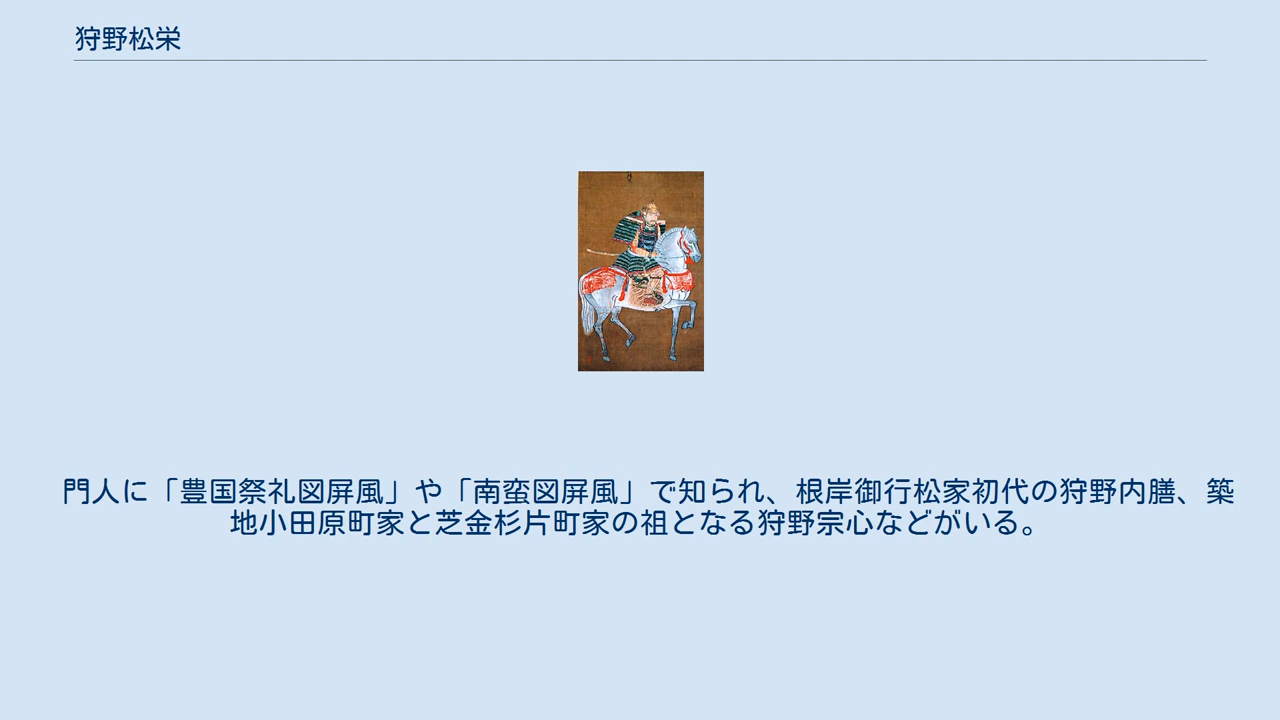 狩野松栄
門人に「豊国祭礼図屏風」や「南蛮図屏風」で知られ、根岸御行松家初代の狩野内膳、築
地小田原町家と芝金杉片町家の祖となる狩野宗心などがいる。